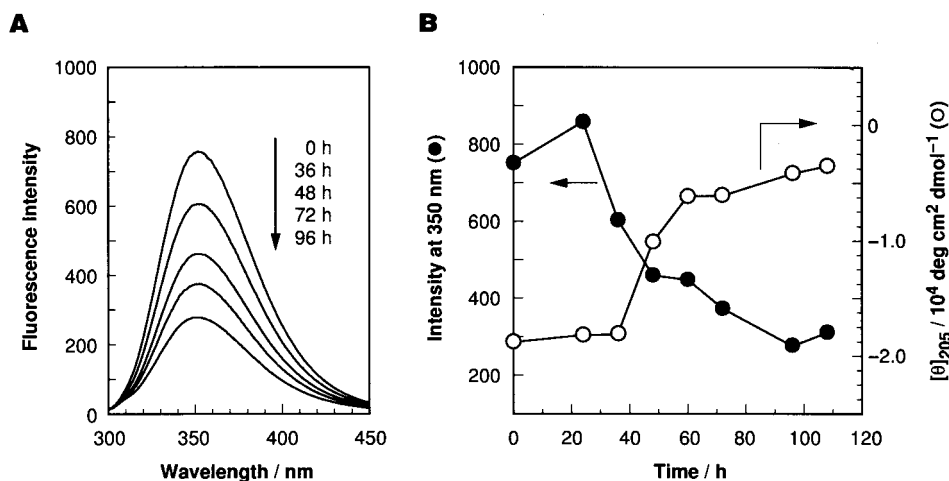 A
1000
800
600
400
200
0
300
350
400
450
Fluorescence intensity
Wavelength / nm
0 h
36 h
48 h
72 h
96 h
B
1000
800
600
400
200
0
20
40
60
80
100
120
0
-1.0
-2.0
Intensity at 350 nm (●)
Time / h
[θ]205 / 10⁴ deg cm² dmol⁻¹ (O)